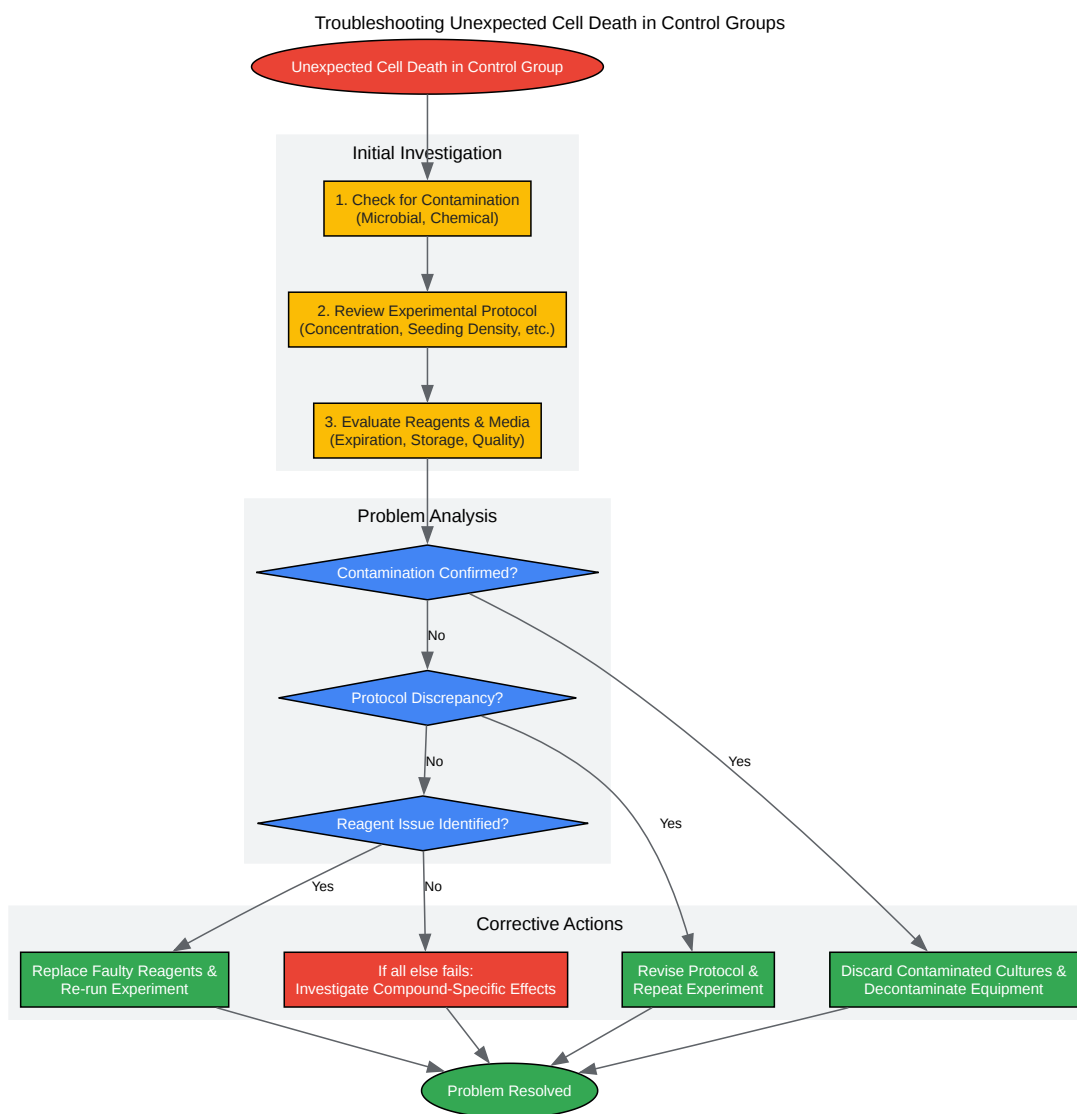 Troubleshooting Unexpected Cell Death in Control Groups
Unexpected Cell Death in Control Group
Initial Investigation
1. Check for Contamination
(Microbial, Chemical)
2. Review Experimental Protocol
(Concentration, Seeding Density, etc.)
3. Evaluate Reagents & Media
(Expiration, Storage, Quality)
Problem Analysis
Contamination Confirmed?
No
Protocol Discrepancy?
No
Yes
Reagent Issue Identified?
Yes
Yes
No
Corrective Actions
Replace Faulty Reagents &
Re-run Experiment
If all else fails:
Investigate Compound-Specific Effects
Revise Protocol &
Repeat Experiment
Discard Contaminated Cultures &
Decontaminate Equipment
Problem Resolved